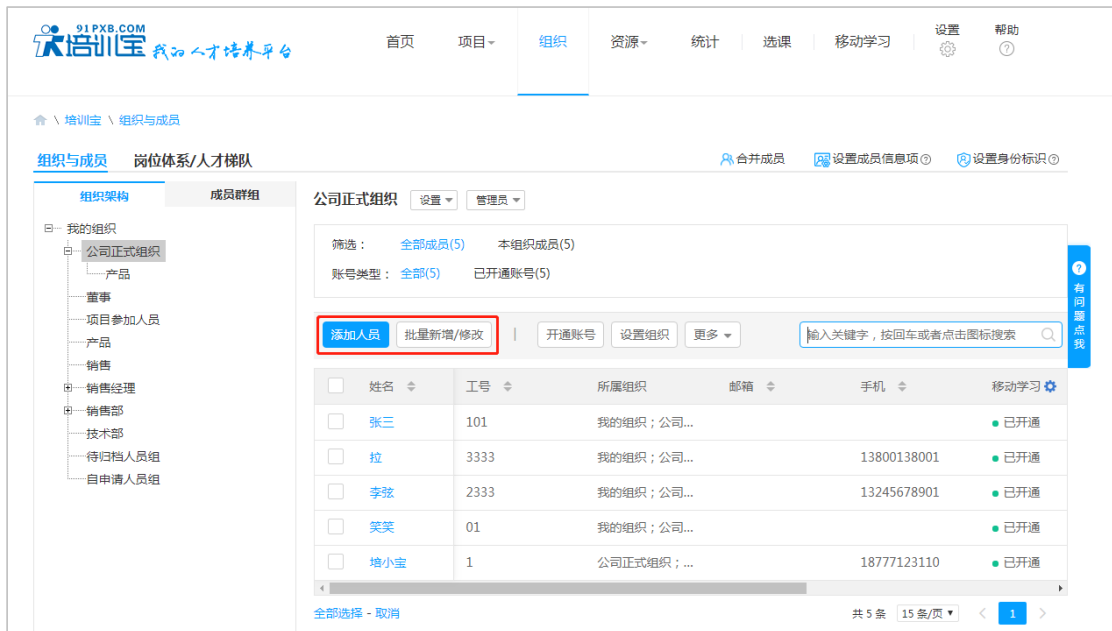 91PXB.COM
培训宝 我的人才培养平台
首页 项目 组织 资源 统计 选课 移动学习 设置 帮助
\ 培训宝 \ 组织与成员
组织与成员 岗位体系/人才梯队 合并成员 设置成员信息项 设置身份标识
组织架构 成员群组
我的组织
公司正式组织
产品
董事
项目参加人员
产品
销售
销售经理
销售部
技术部
待归档人员组
自申请人员组
公司正式组织 设置 管理员
筛选： 全部成员(5) 本组织成员(5)
账号类型： 全部(5) 已开通账号(5)
添加人员 批量新增/修改 | 开通账号 设置组织 更多 输入关键字，按回车或者点击图标搜索
姓名 工号 所属组织 邮箱 手机 移动学习
张三 101 我的组织；公司... 已开通
拉 3333 我的组织；公司... 13800138001 已开通
李弦 2333 我的组织；公司... 13245678901 已开通
笑笑 01 我的组织；公司... 已开通
培小宝 1 公司正式组织；... 18777123110 已开通
全部选择 - 取消 共 5 条 15 条/页 < 1 >
有问题点我